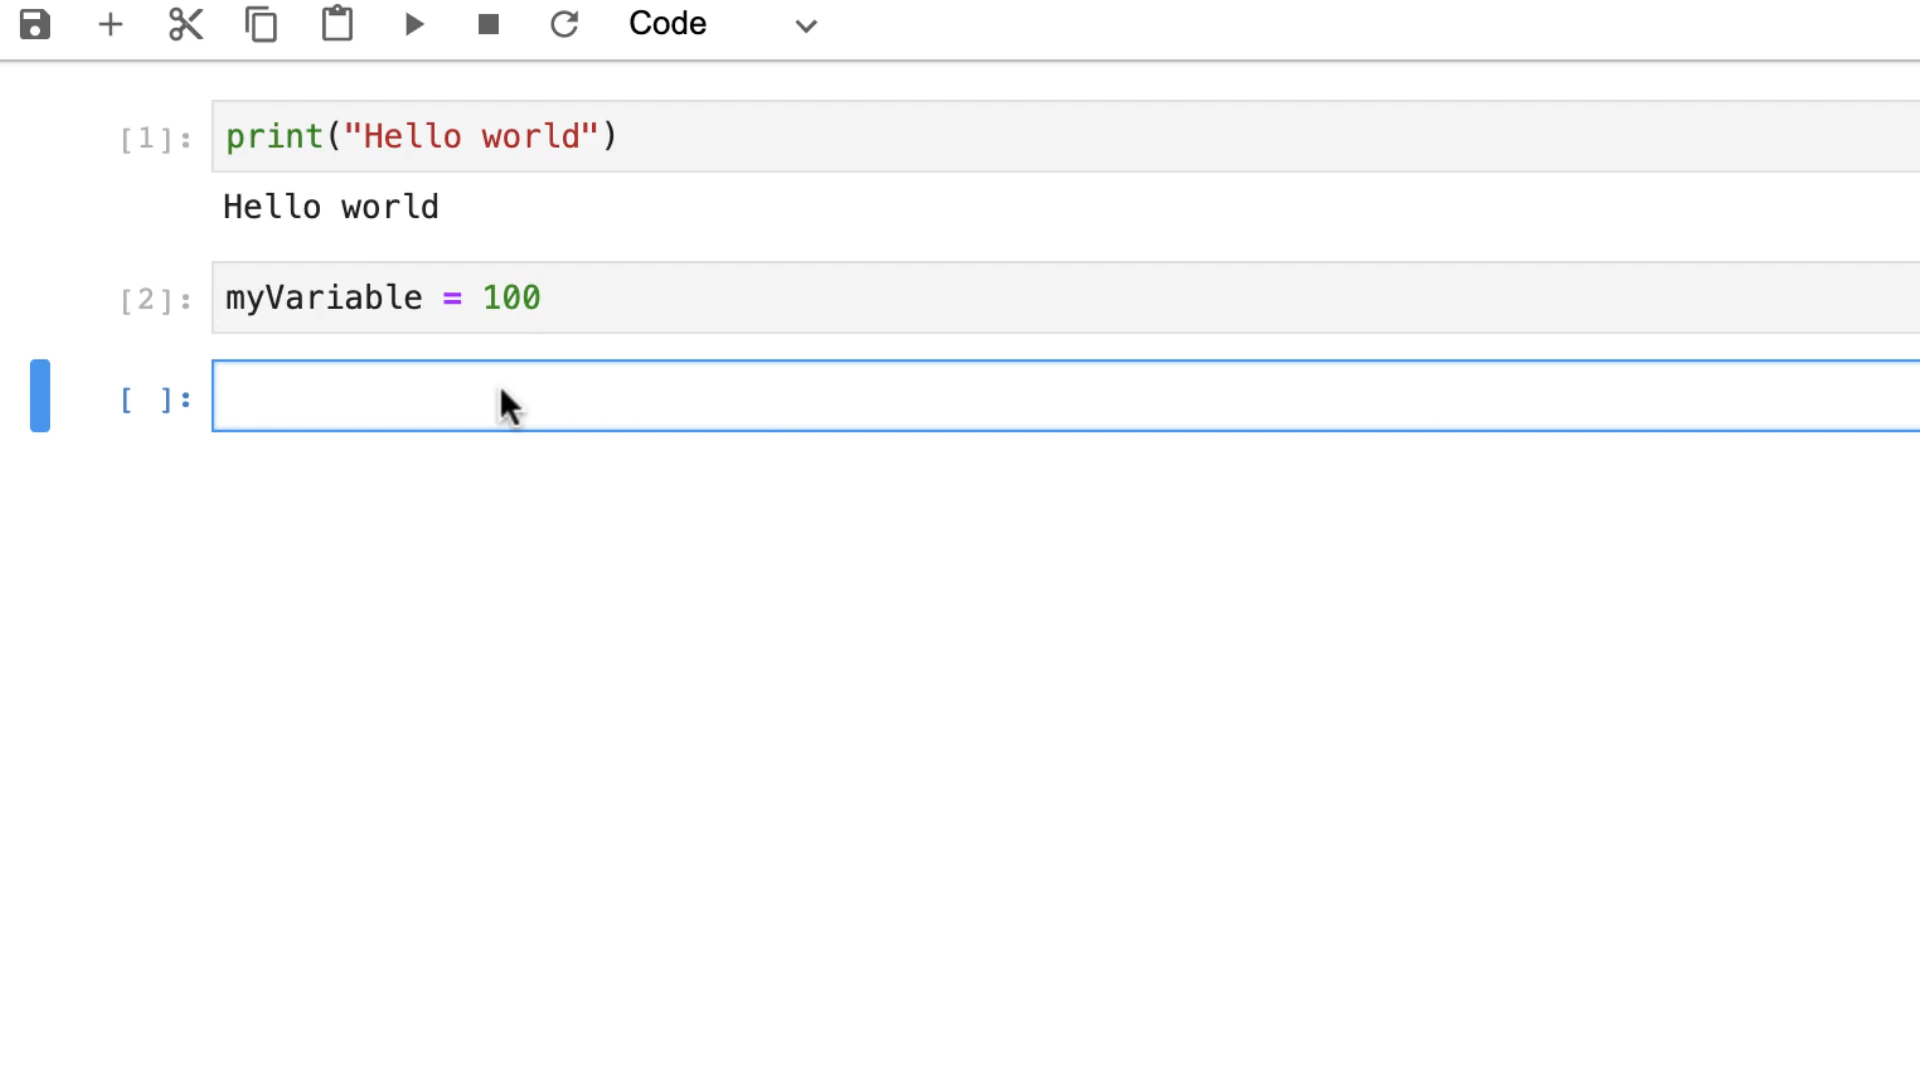 Code
[1]: print("Hello world")
Hello world
[2]: myVariable = 100
[ ]: